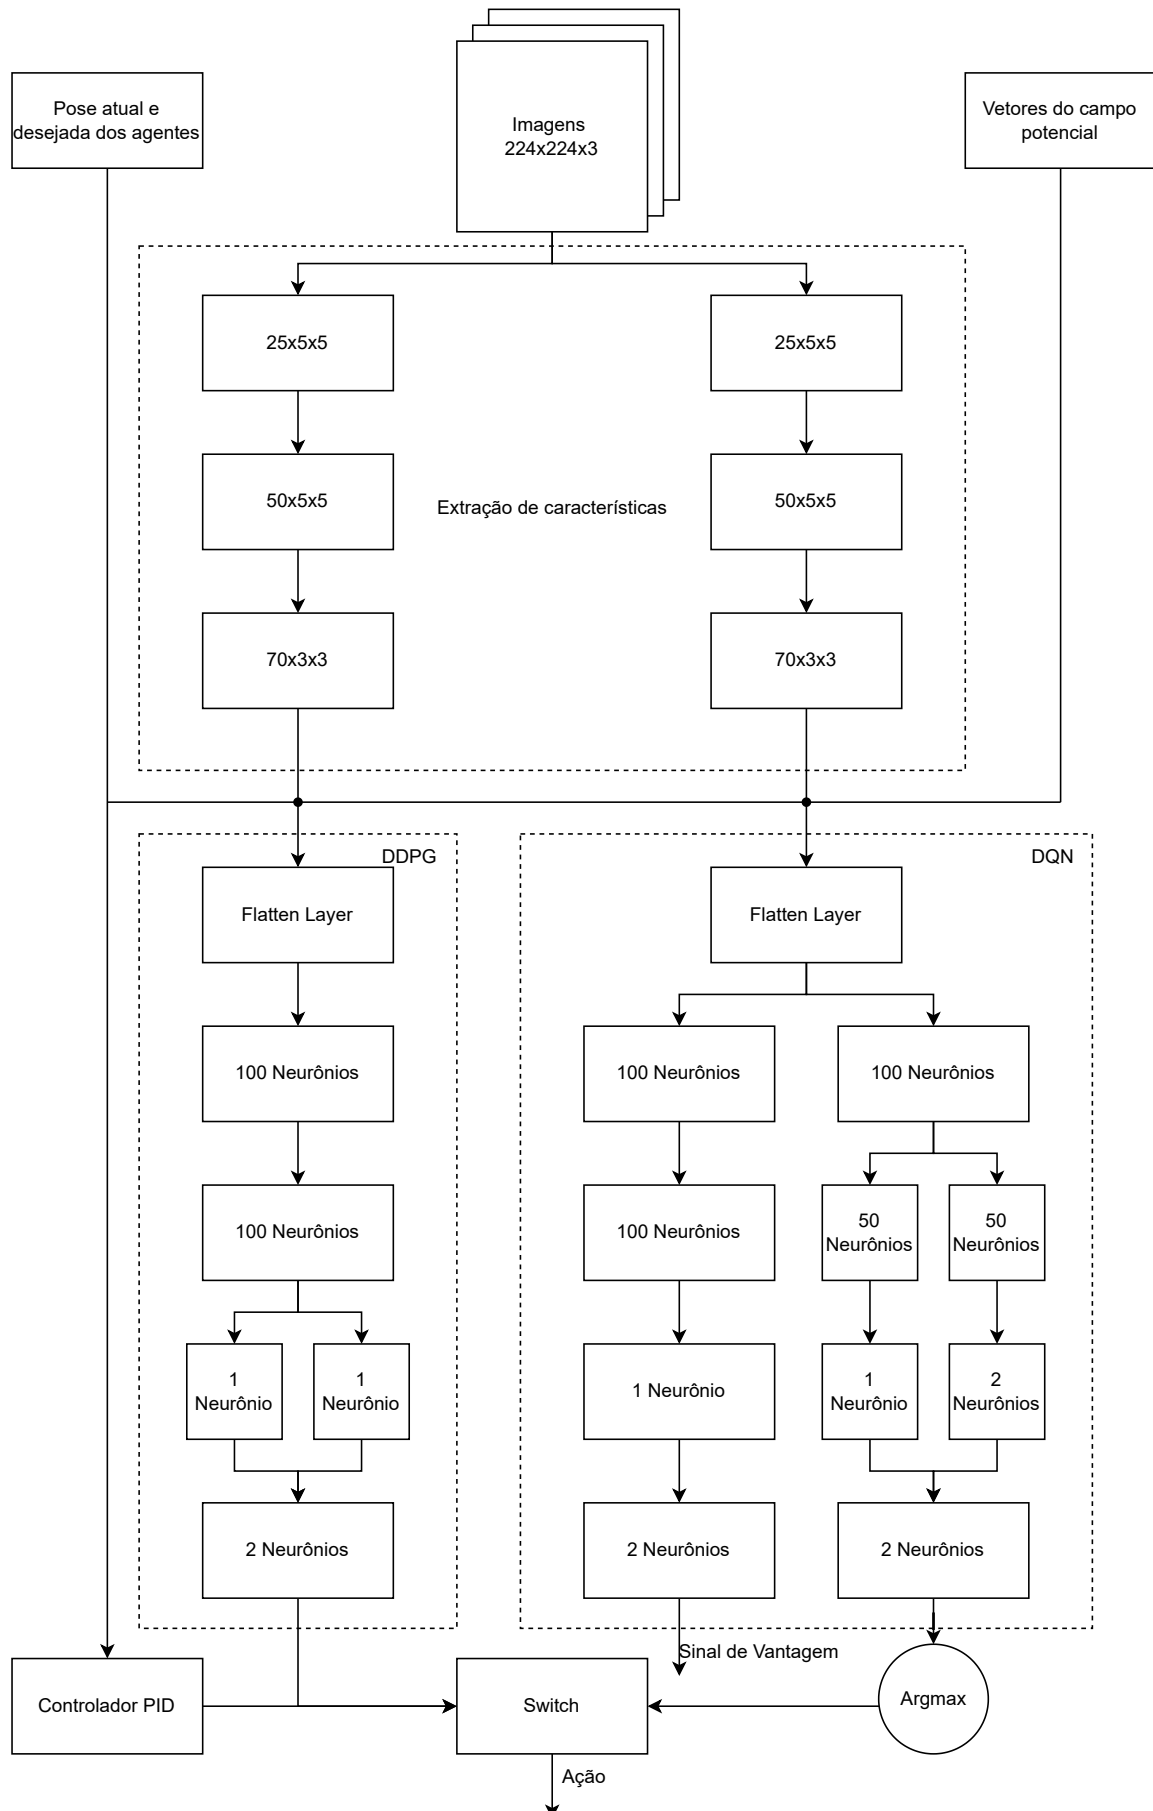 Pose atual e
desejada dos agentes
Imagens
224x224x3
Vetores do campo
potencial
25x5x5
25x5x5
50x5x5
Extração de característifcas
50x5x5
70x3x3
70x3x3
DDPG
DQN
Flatten Layer
Flatten Layer
100 Neurônios
100 Neurônios
100 Neurônios
100 Neurônios
100 Neurônios
50
Neurônios
50
Neurônios
1
Neurônio
1
Neurônio
1 Neurônio
1
Neurônio
2
Neurônios
2 Neurônios
2 Neurônios
2 Neurônios
Sinal de Vantagem
Controlador PID
Switch
Argmax
Ação